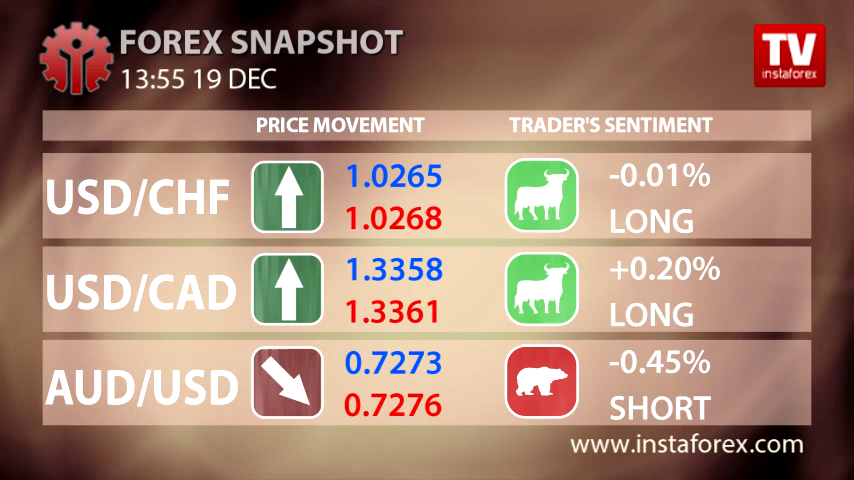 FOREX SNAPSHOT
13:55 19 DEC
TV
instaforex
PRICE MOVEMENT TRADER'S SENTIMENT
USD/CHF 1.0265 -0.01%
1.0268 LONG
USD/CAD 1.3358 +0.20%
1.3361 LONG
AUD/USD 0.7273 -0.45%
0.7276 SHORT
www.instaforex.com